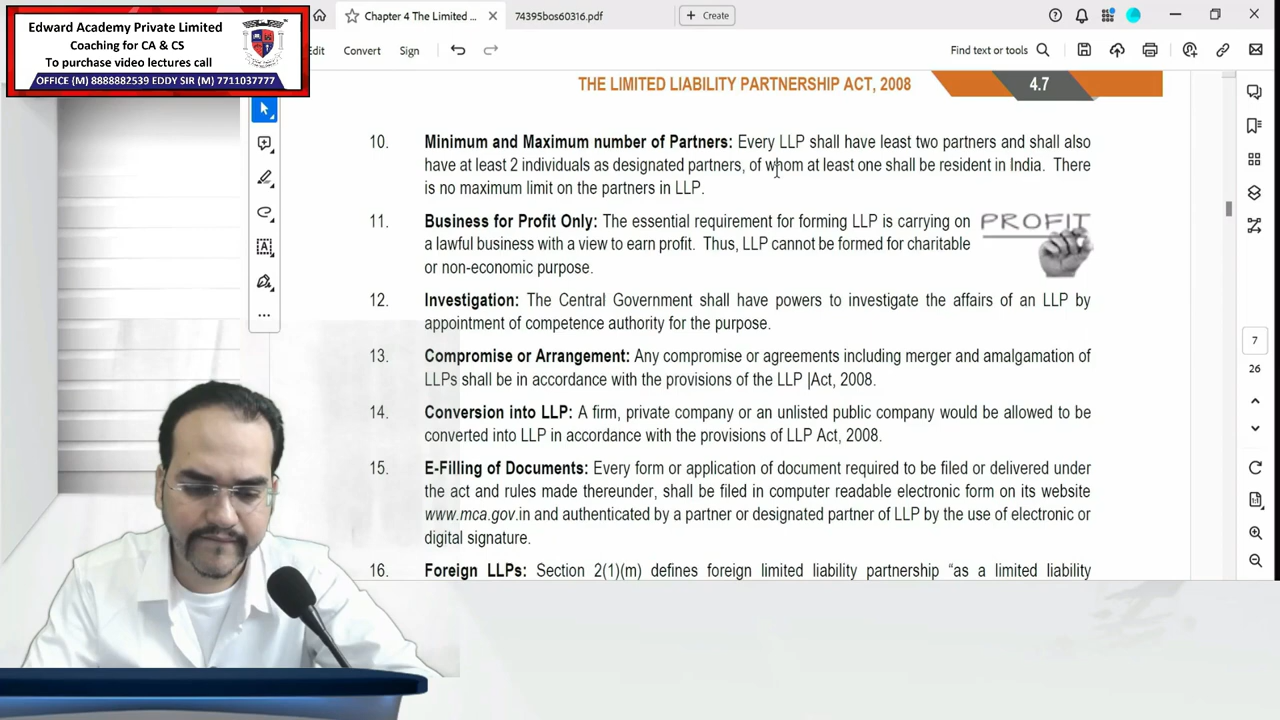 Edward Academy Private Limited
Coaching for CA & CS
To purchase video lectures call
OFFICE (M) 8888882539 EDDY SIR (M) 7711037777
Chapter 4 The Limited ...
74395bos60316.pdf
Create
Edit
Convert
Sign
Find text or tools
THE LIMITED LIABILITY PARTNERSHIP ACT, 2008
4.7
10. Minimum and Maximum number of Partners: Every LLP shall have least two partners and shall also
have at least 2 individuals as designated partners, of whom at least one shall be resident in India. There
is no maximum limit on the partners in LLP.
11. Business for Profit Only: The essential requirement for forming LLP is carrying on
a lawful business with a view to earn profit. Thus, LLP cannot be formed for charitable
or non-economic purpose.
PROFIT
12. Investigation: The Central Government shall have powers to investigate the affairs of an LLP by
appointment of competence authority for the purpose.
13. Compromise or Arrangement: Any compromise or agreements including merger and amalgamation of
LLPs shall be in accordance with the provisions of the LLP |Act, 2008.
14. Conversion into LLP: A firm, private company or an unlisted public company would be allowed to be
converted into LLP in accordance with the provisions of LLP Act, 2008.
15. E-Filling of Documents: Every form or application of document required to be filed or delivered under
the act and rules made thereunder, shall be filed in computer readable electronic form on its website
www.mca.gov.in and authenticated by a partner or designated partner of LLP by the use of electronic or
digital signature.
16. Foreign LLPs: Section 2(1)(m) defines foreign limited liability partnership “as a limited liability
7
26